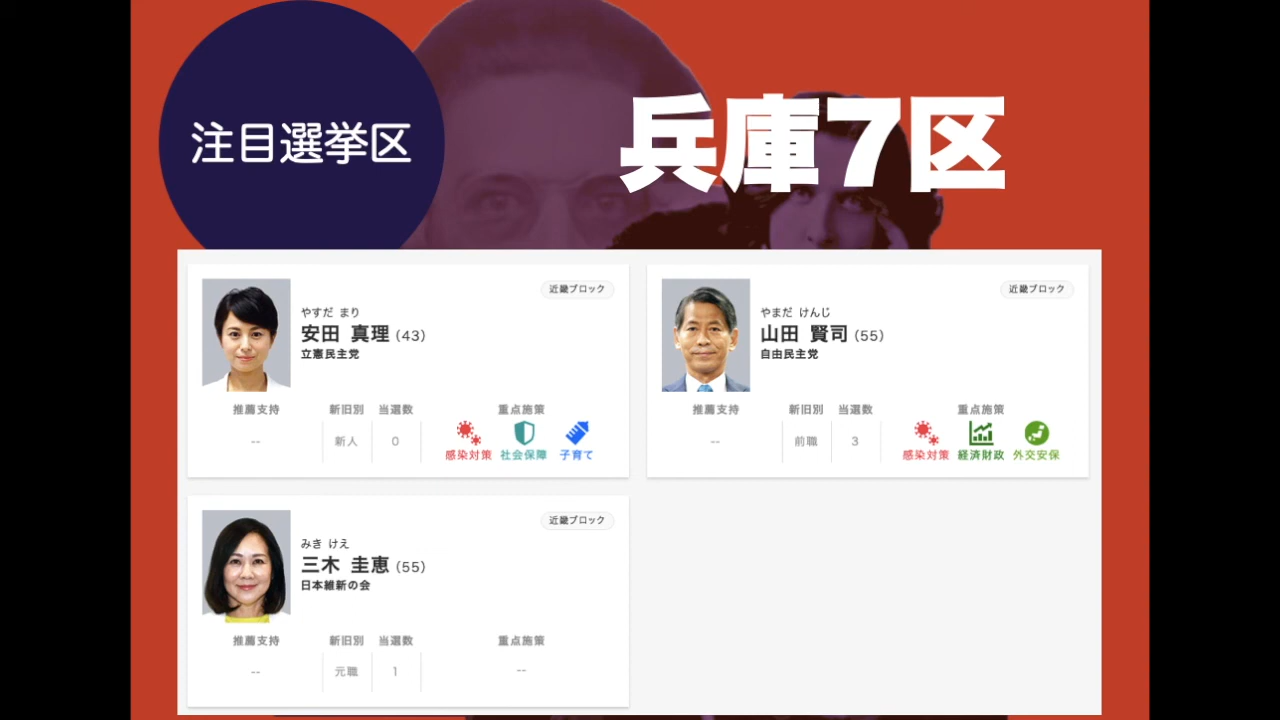 注目選挙区
兵庫7区
近畿ブロック
やすだ まり
安田 真理 (43)
立憲民主党
推薦支持 新旧別 当選数 重点施策
-- 新人 0
感染対策 社会保障 子育て
近畿ブロック
やまだ けんじ
山田 賢司 (55)
自由民主党
推薦支持 新旧別 当選数 重点施策
-- 前職 3
感染対策 経済財政 外交安保
近畿ブロック
みき けえ
三木 圭恵 (55)
日本維新の会
推薦支持 新旧別 当選数 重点施策
-- 元職 1 --